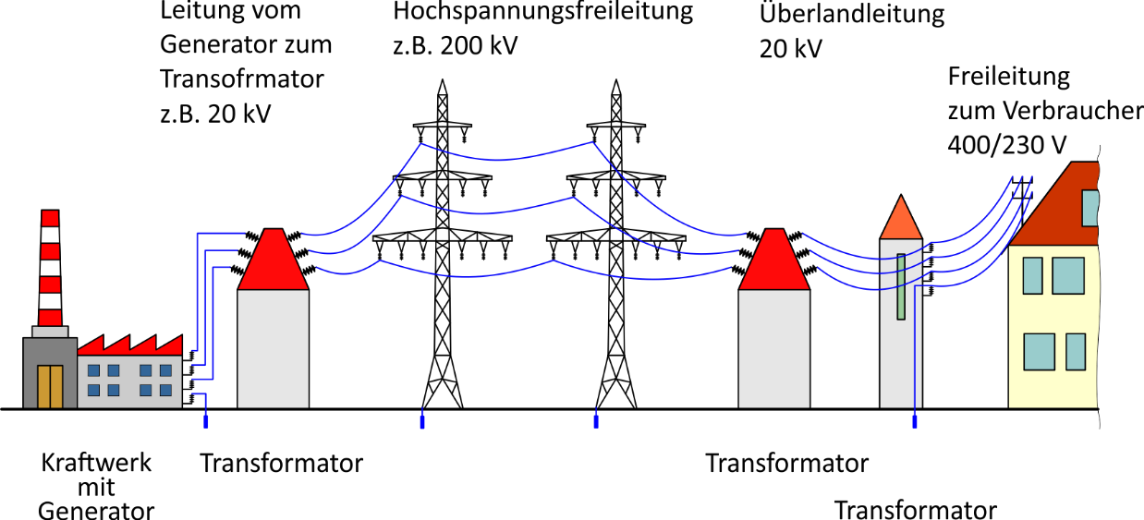 Leitung vom
Generator zum
Transofrmator
z.B. 20 kV
Hochspannungsfreileitung
z.B. 200 kV
Überlandleitung
20 kV
Freileitung
zum Verbraucher
400/230 V
Kraftwerk
mit
Generator
Transformator
Transformator
Transformator